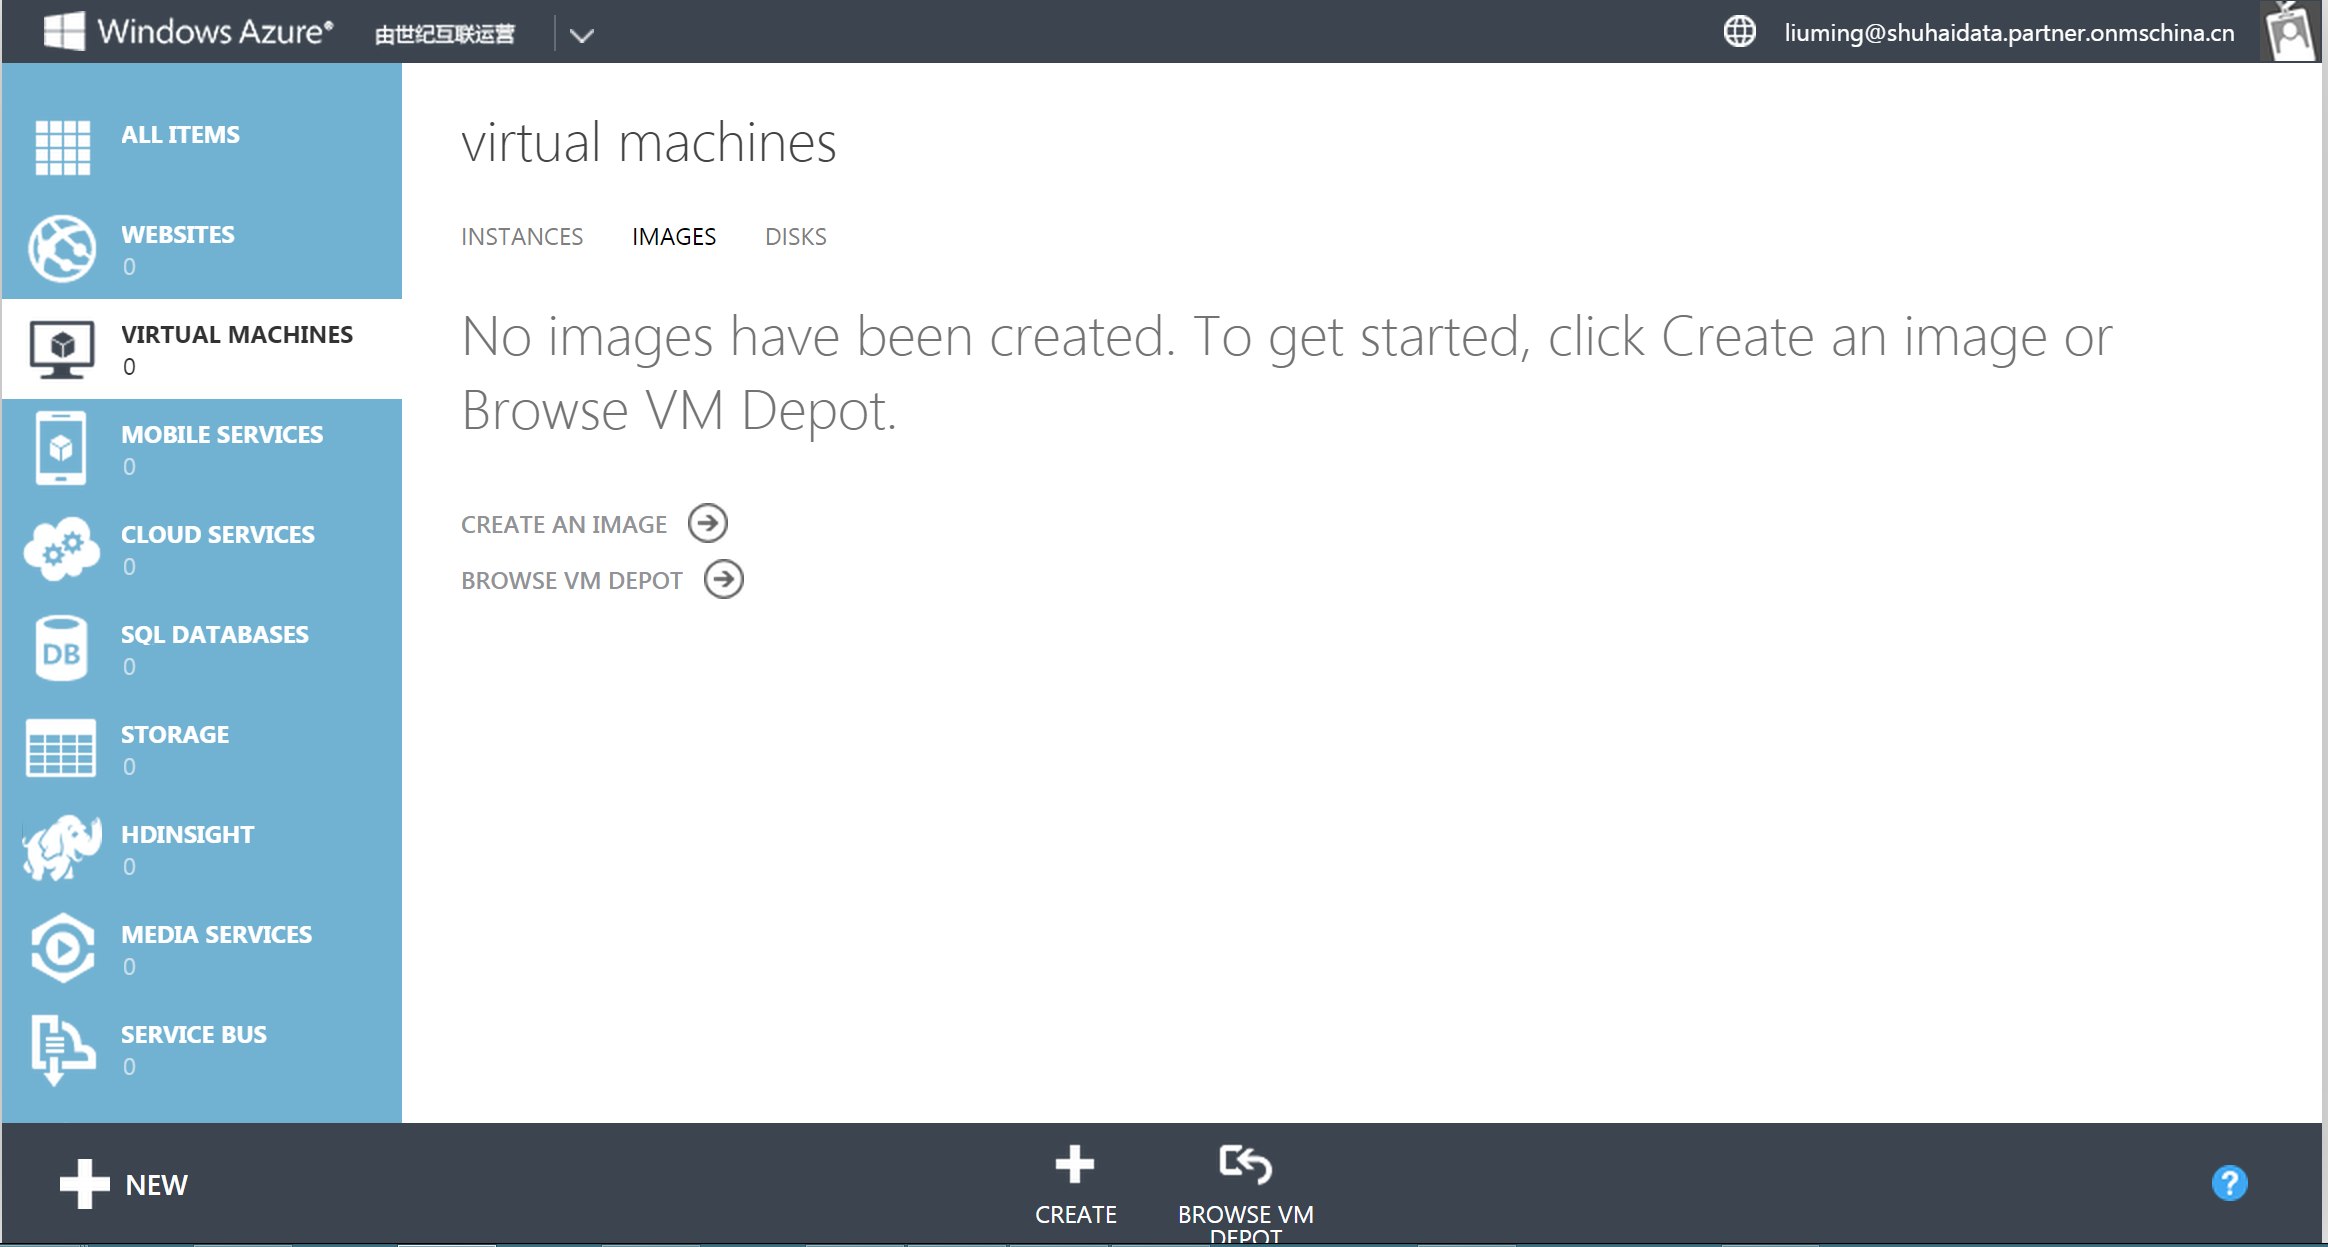 Windows Azure® 由世纪互联运营
liuming@shuhaidata.partner.onmschina.cn
ALL ITEMS
WEBSITES
0
VIRTUAL MACHINES
0
MOBILE SERVICES
0
CLOUD SERVICES
0
DB
SQL DATABASES
0
STORAGE
0
HDINSIGHT
0
MEDIA SERVICES
0
SERVICE BUS
0
virtual machines
INSTANCES IMAGES DISKS
No images have been created. To get started, click Create an image or
Browse VM Depot.
CREATE AN IMAGE
BROWSE VM DEPOT
NEW
CREATE
BROWSE VM
DEPOT
?